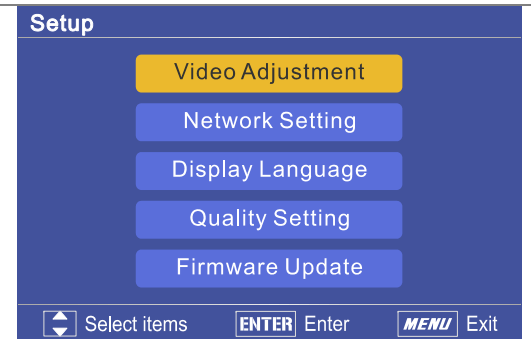 Setup
Video Adjustment
Network Setting
Display Language
Quality Setting
Firmware Update
Select items ENTER Enter MENU Exit